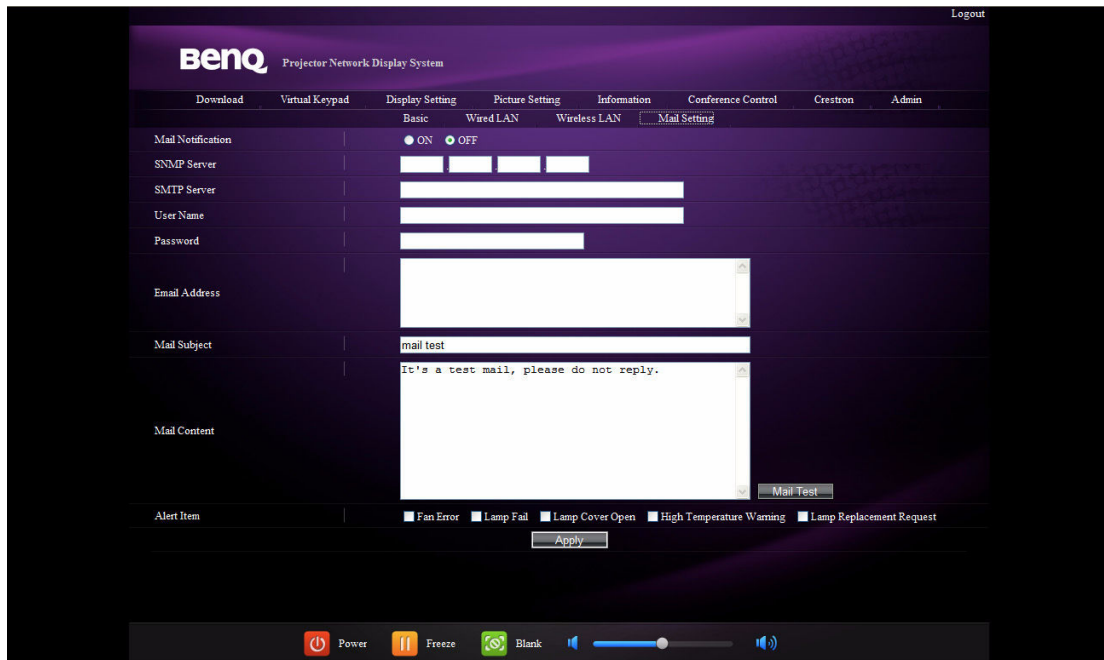 Logout
BenQ Projector Network Display System
Download Virtual Keypad Display Setting Picture Setting Information Conference Control Crestron Admin
Basic Wired LAN Wireless LAN Mail Setting
Mail Notification ON OFF
SNMP Server . . .
SMTP Server
User Name
Password
Email Address
Mail Subject mail test
It's a test mail, please do not reply.
Mail Content
Mail Test
Alert Item Fan Error Lamp Fail Lamp Cover Open High Temperature Warning Lamp Replacement Request
Apply
Power Freeze Blank